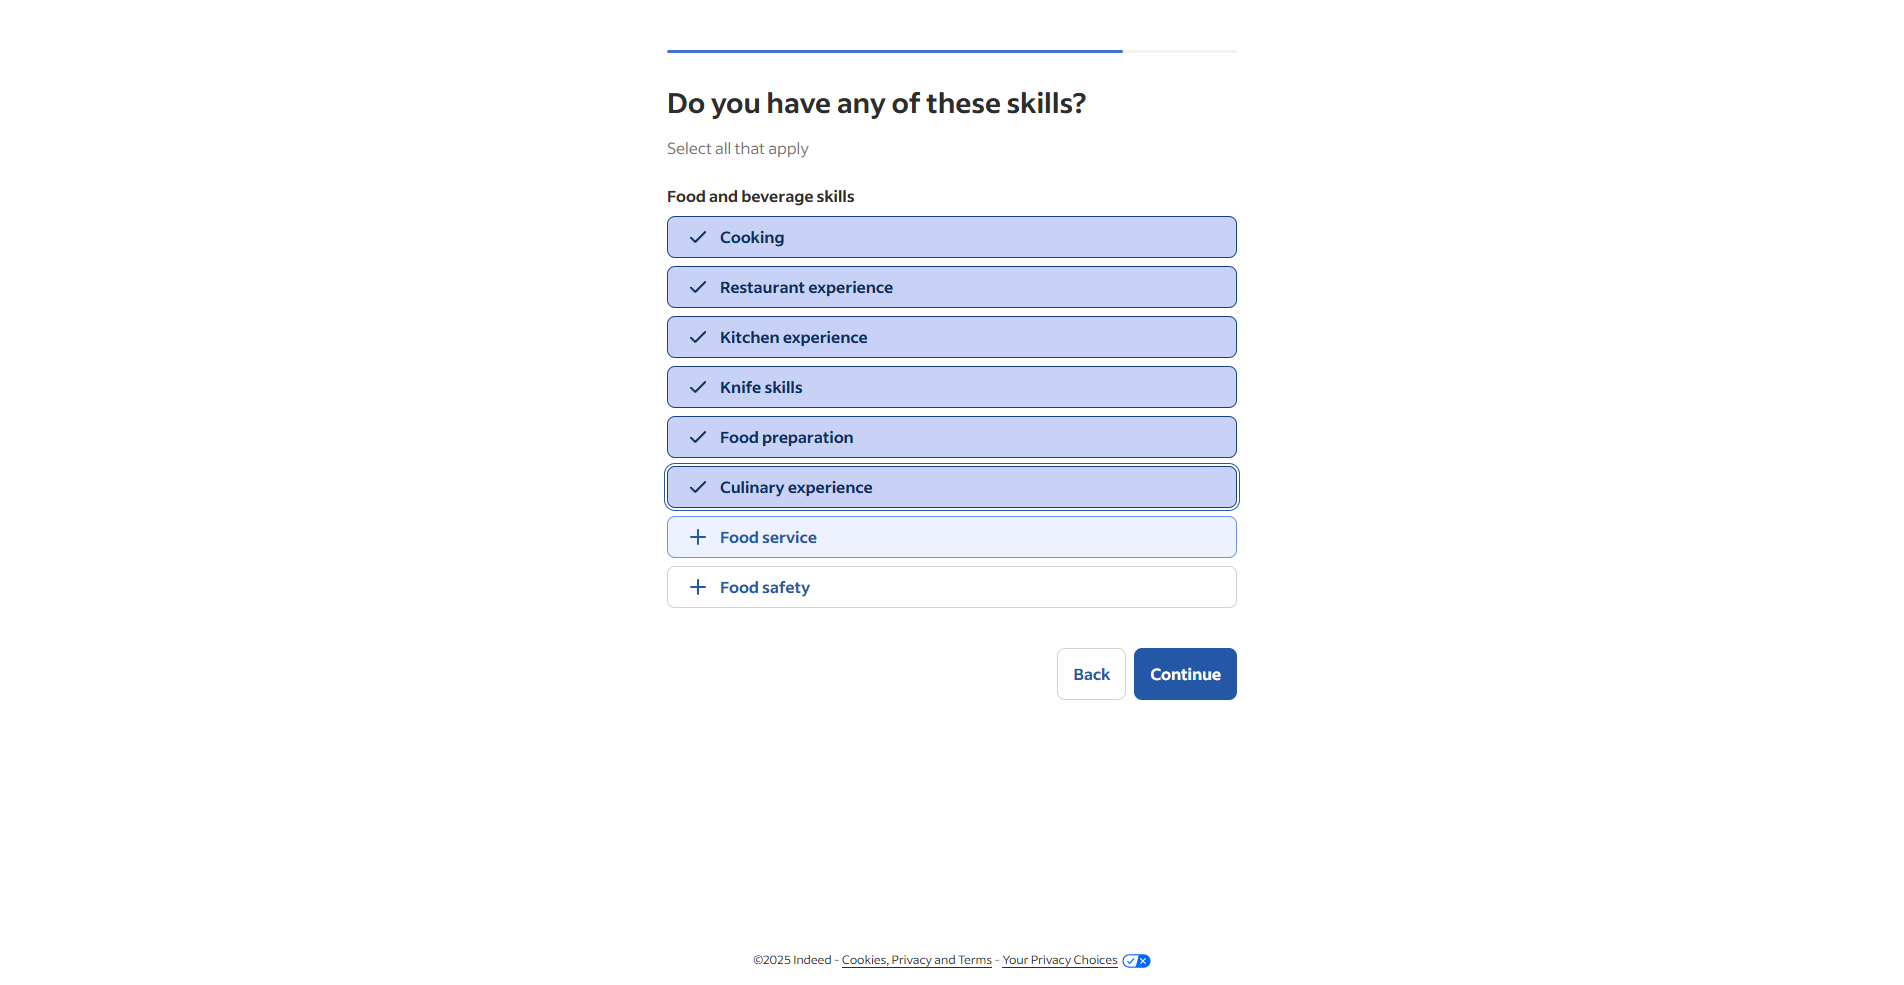 Do you have any of these skills?
Select all that apply
Food and beverage skills
Cooking
Restaurant experience
Kitchen experience
Knife skills
Food preparation
Culinary experience
Food service
Food safety
Back Continue
©2025 Indeed - Cookies, Privacy and Terms - Your Privacy Choices